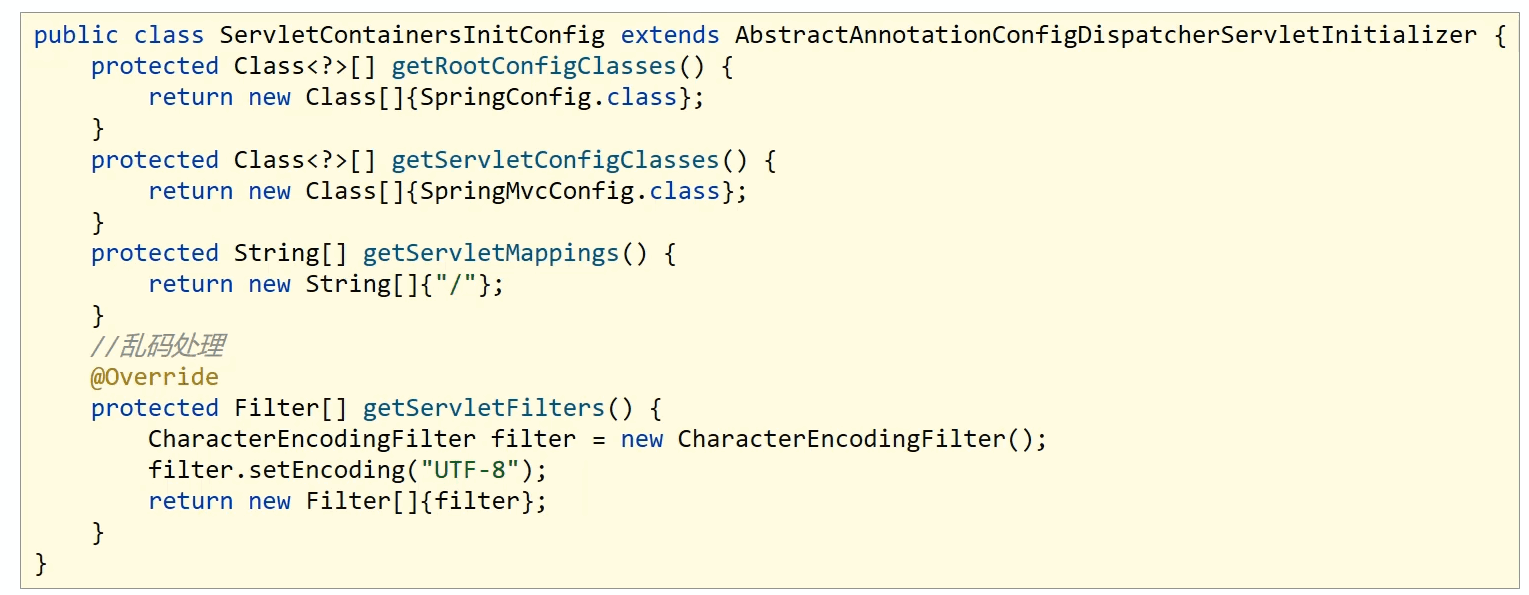 public class ServletContainersInitConfig extends AbstractAnnotationConfigDispatcherServletInitializer {
    protected Class<?>[] getRootConfigClasses() {
        return new Class[]{SpringConfig.class};
    }
    protected Class<?>[] getServletConfigClasses() {
        return new Class[]{SpringMvcConfig.class};
    }
    protected String[] getServletMappings() {
        return new String[]{"/"};
    }
    //乱码处理
    @Override
    protected Filter[] getServletFilters() {
        CharacterEncodingFilter filter = new CharacterEncodingFilter();
        filter.setEncoding("UTF-8");
        return new Filter[]{filter};
    }
}